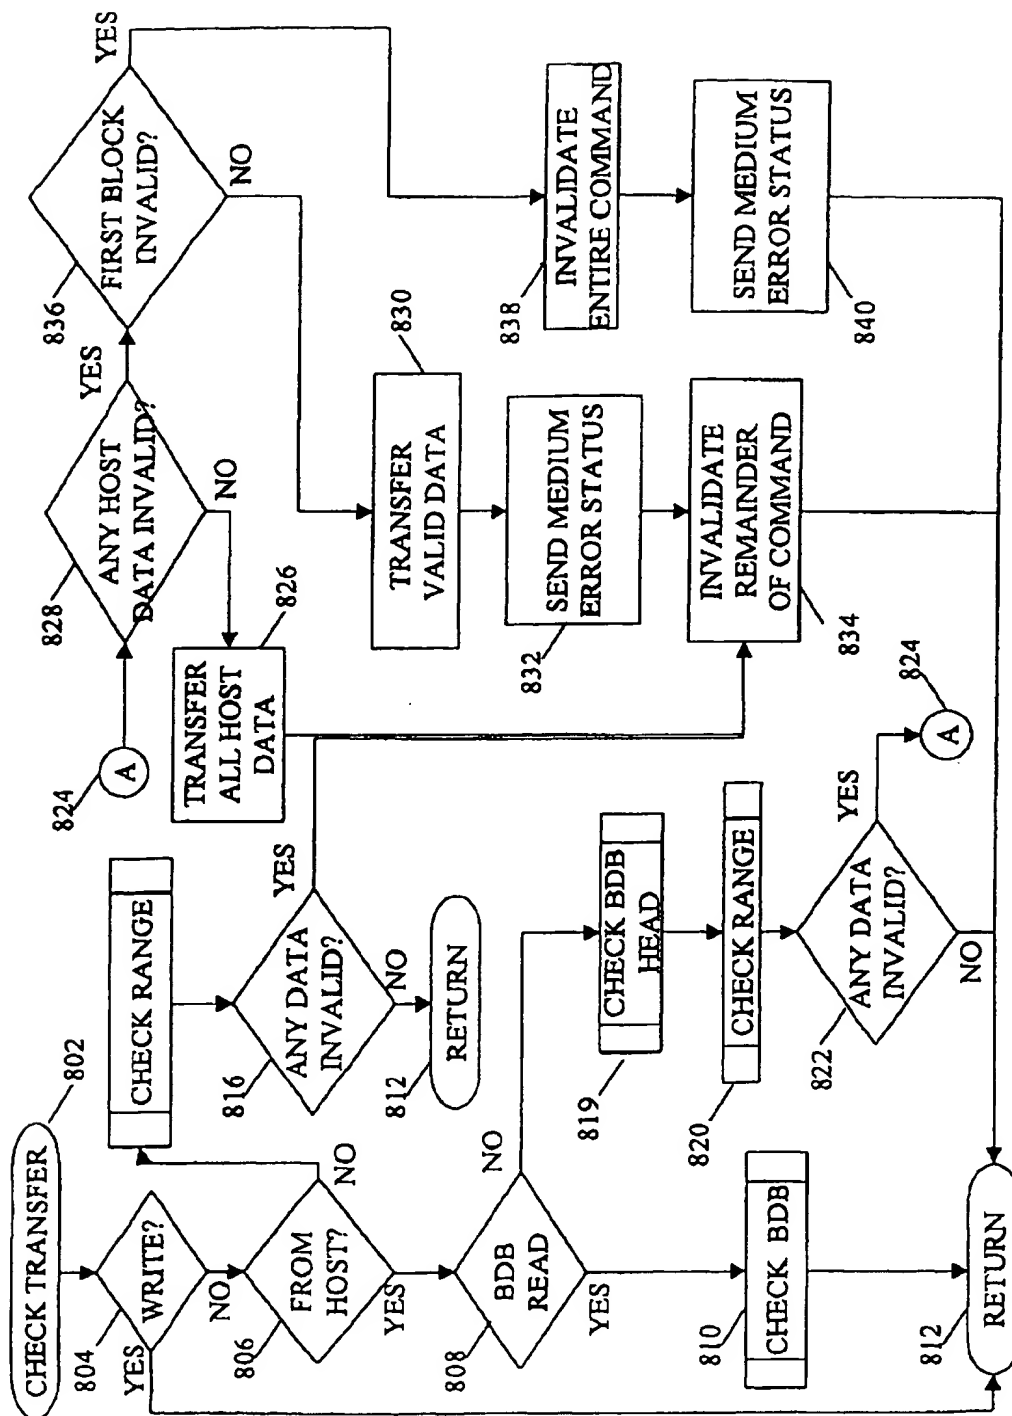 CHECK TRANSFER
802
804
WRITE?
YES
NO
CHECK RANGE
806
FROM
HOST?
NO
YES
816
ANY DATA
INVALID?
YES
NO
812
RETURN
808
BDB
READ
NO
YES
810
CHECK BDB
812
RETURN
819
CHECK BDB
HEAD
820
CHECK RANGE
822
ANY DATA
INVALID?
YES
NO
824
A
824
A
828
ANY HOST
DATA INVALID?
YES
NO
826
TRANSFER
ALL HOST
DATA
836
FIRST BLOCK
INVALID?
YES
NO
830
TRANSFER
VALID DATA
832
SEND MEDIUM
ERROR STATUS
834
INVALIDATE
REMAINDER
OF COMMAND
838
INVALIDATE
ENTIRE COMMAND
840
SEND MEDIUM
ERROR STATUS